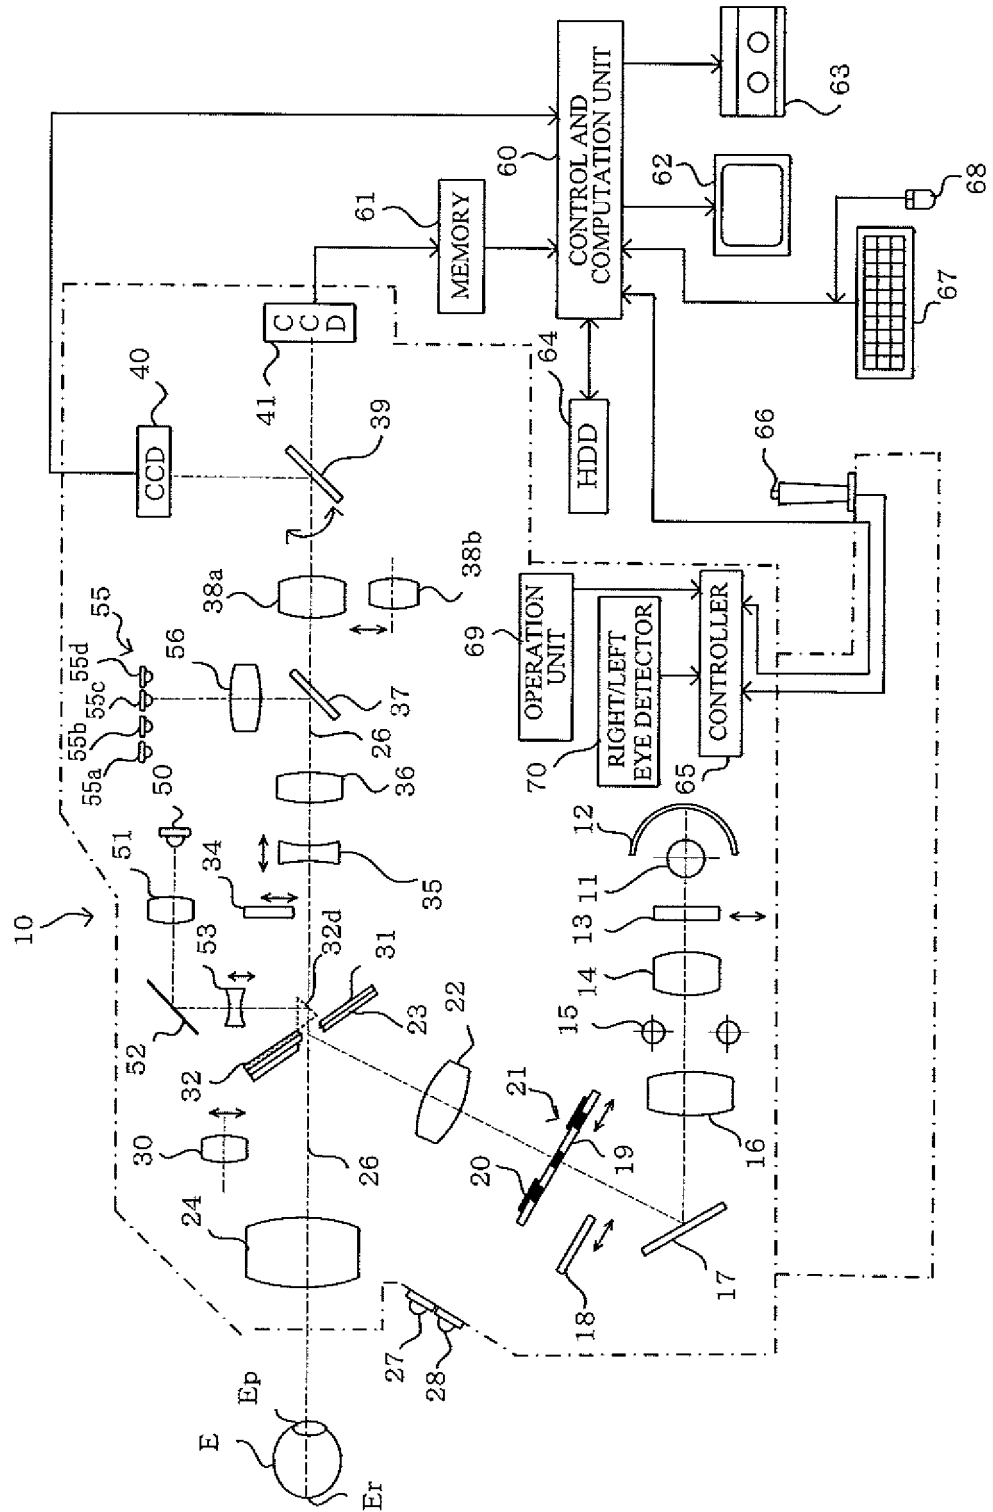 10
40
CCD
41
CCD
39
61
MEMORY
60
CONTROL AND
COMPUTATION UNIT
62
63
64
HDD
68
67
66
55
55d
55c
55b
55a
56
38a
38b
37
26
36
50
51
34
35
53
52
32d
31
23
32
30
26
24
22
21
20
19
18
17
16
15
14
13
11
12
69
OPERATION
UNIT
70
RIGHT/LEFT
EYE DETECTOR
65
CONTROLLER
27
28
E
Ep
Er